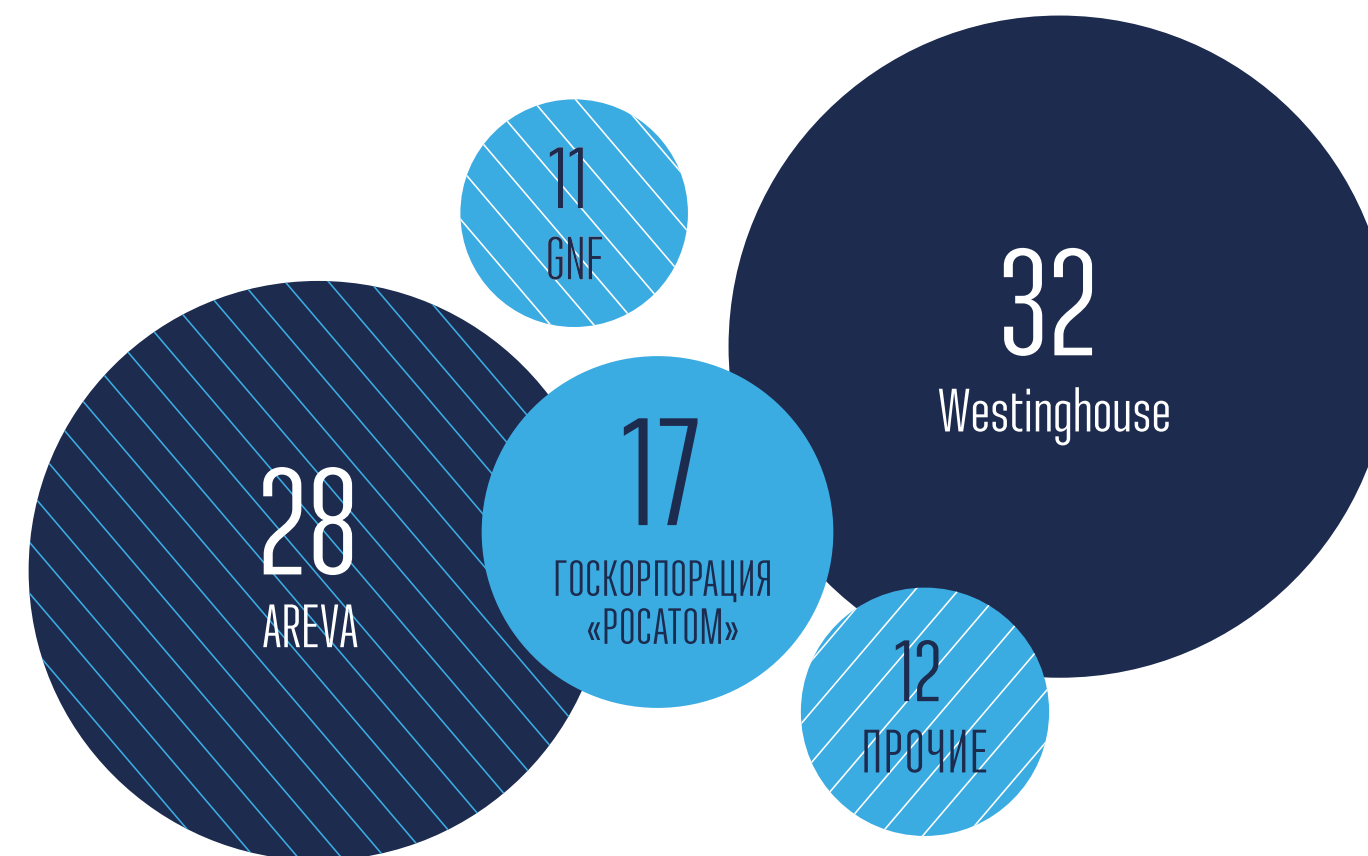 11
GNF
32
Westinghouse
28
AREVA
17
ГОСКОРПОРАЦИЯ
«РОСАТОМ»
12
ПРОЧИЕ